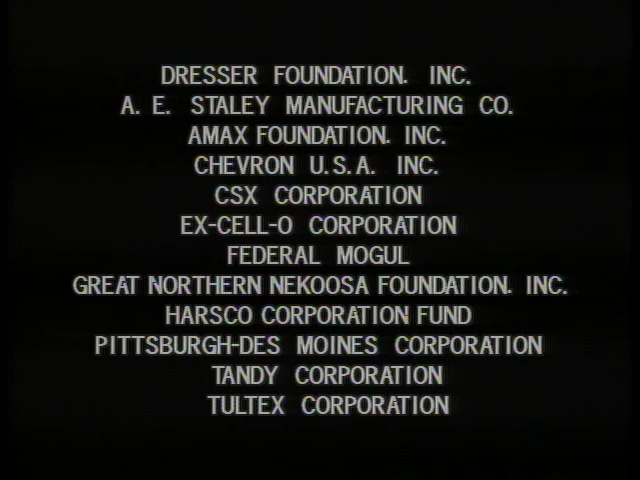 DRESSER FOUNDATION. INC.
A. E. STALEY MANUFACTURING CO.
AMAX FOUNDATION. INC.
CHEVRON U.S.A. INC.
CSX CORPORATION
EX-CELL-O CORPORATION
FEDERAL MOGUL
GREAT NORTHERN NEKOOSA FOUNDATION. INC.
HARSCO CORPORATION FUND
PITTSBURGH-DES MOINES CORPORATION
TANDY CORPORATION
TULTEX CORPORATION